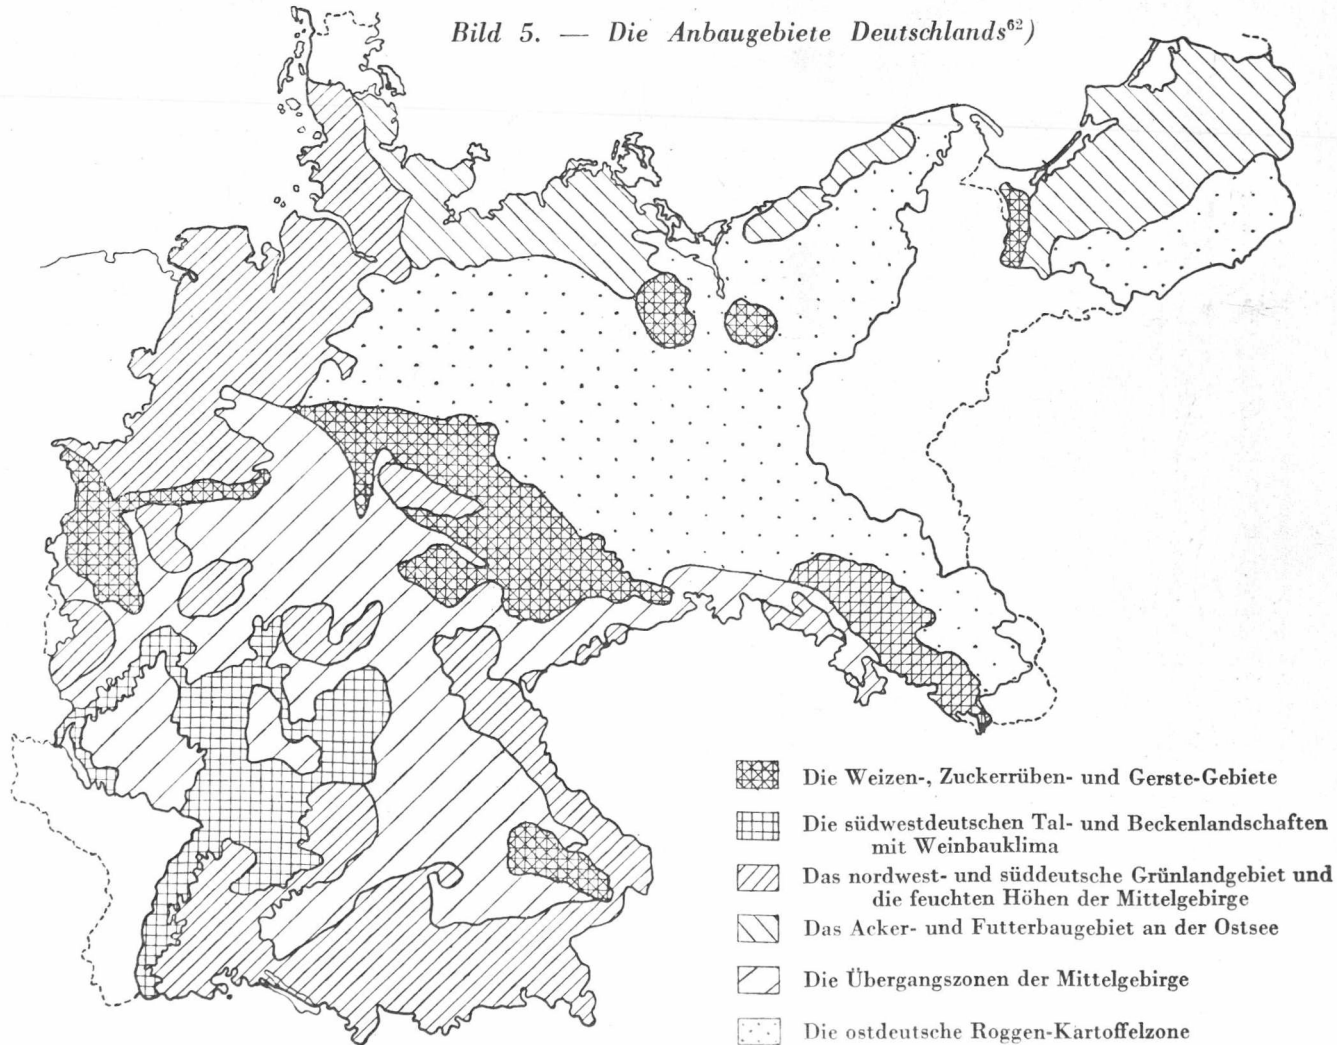 Bild 5. — Die Anbaugebiete Deutschlands⁶²)
Die Weizen-, Zuckerrüben- und Gerste-Gebiete
Die südwestdeutschen Tal- und Beckenlandschaften
mit Weinbauklima
Das nordwest- und süddeutsche Grünlandgebiet und
die feuchten Höhen der Mittelgebirge
Das Acker- und Futterbaugebiet an der Ostsee
Die Übergangszonen der Mittelgebirge
Die ostdeutsche Roggen-Kartoffelzone